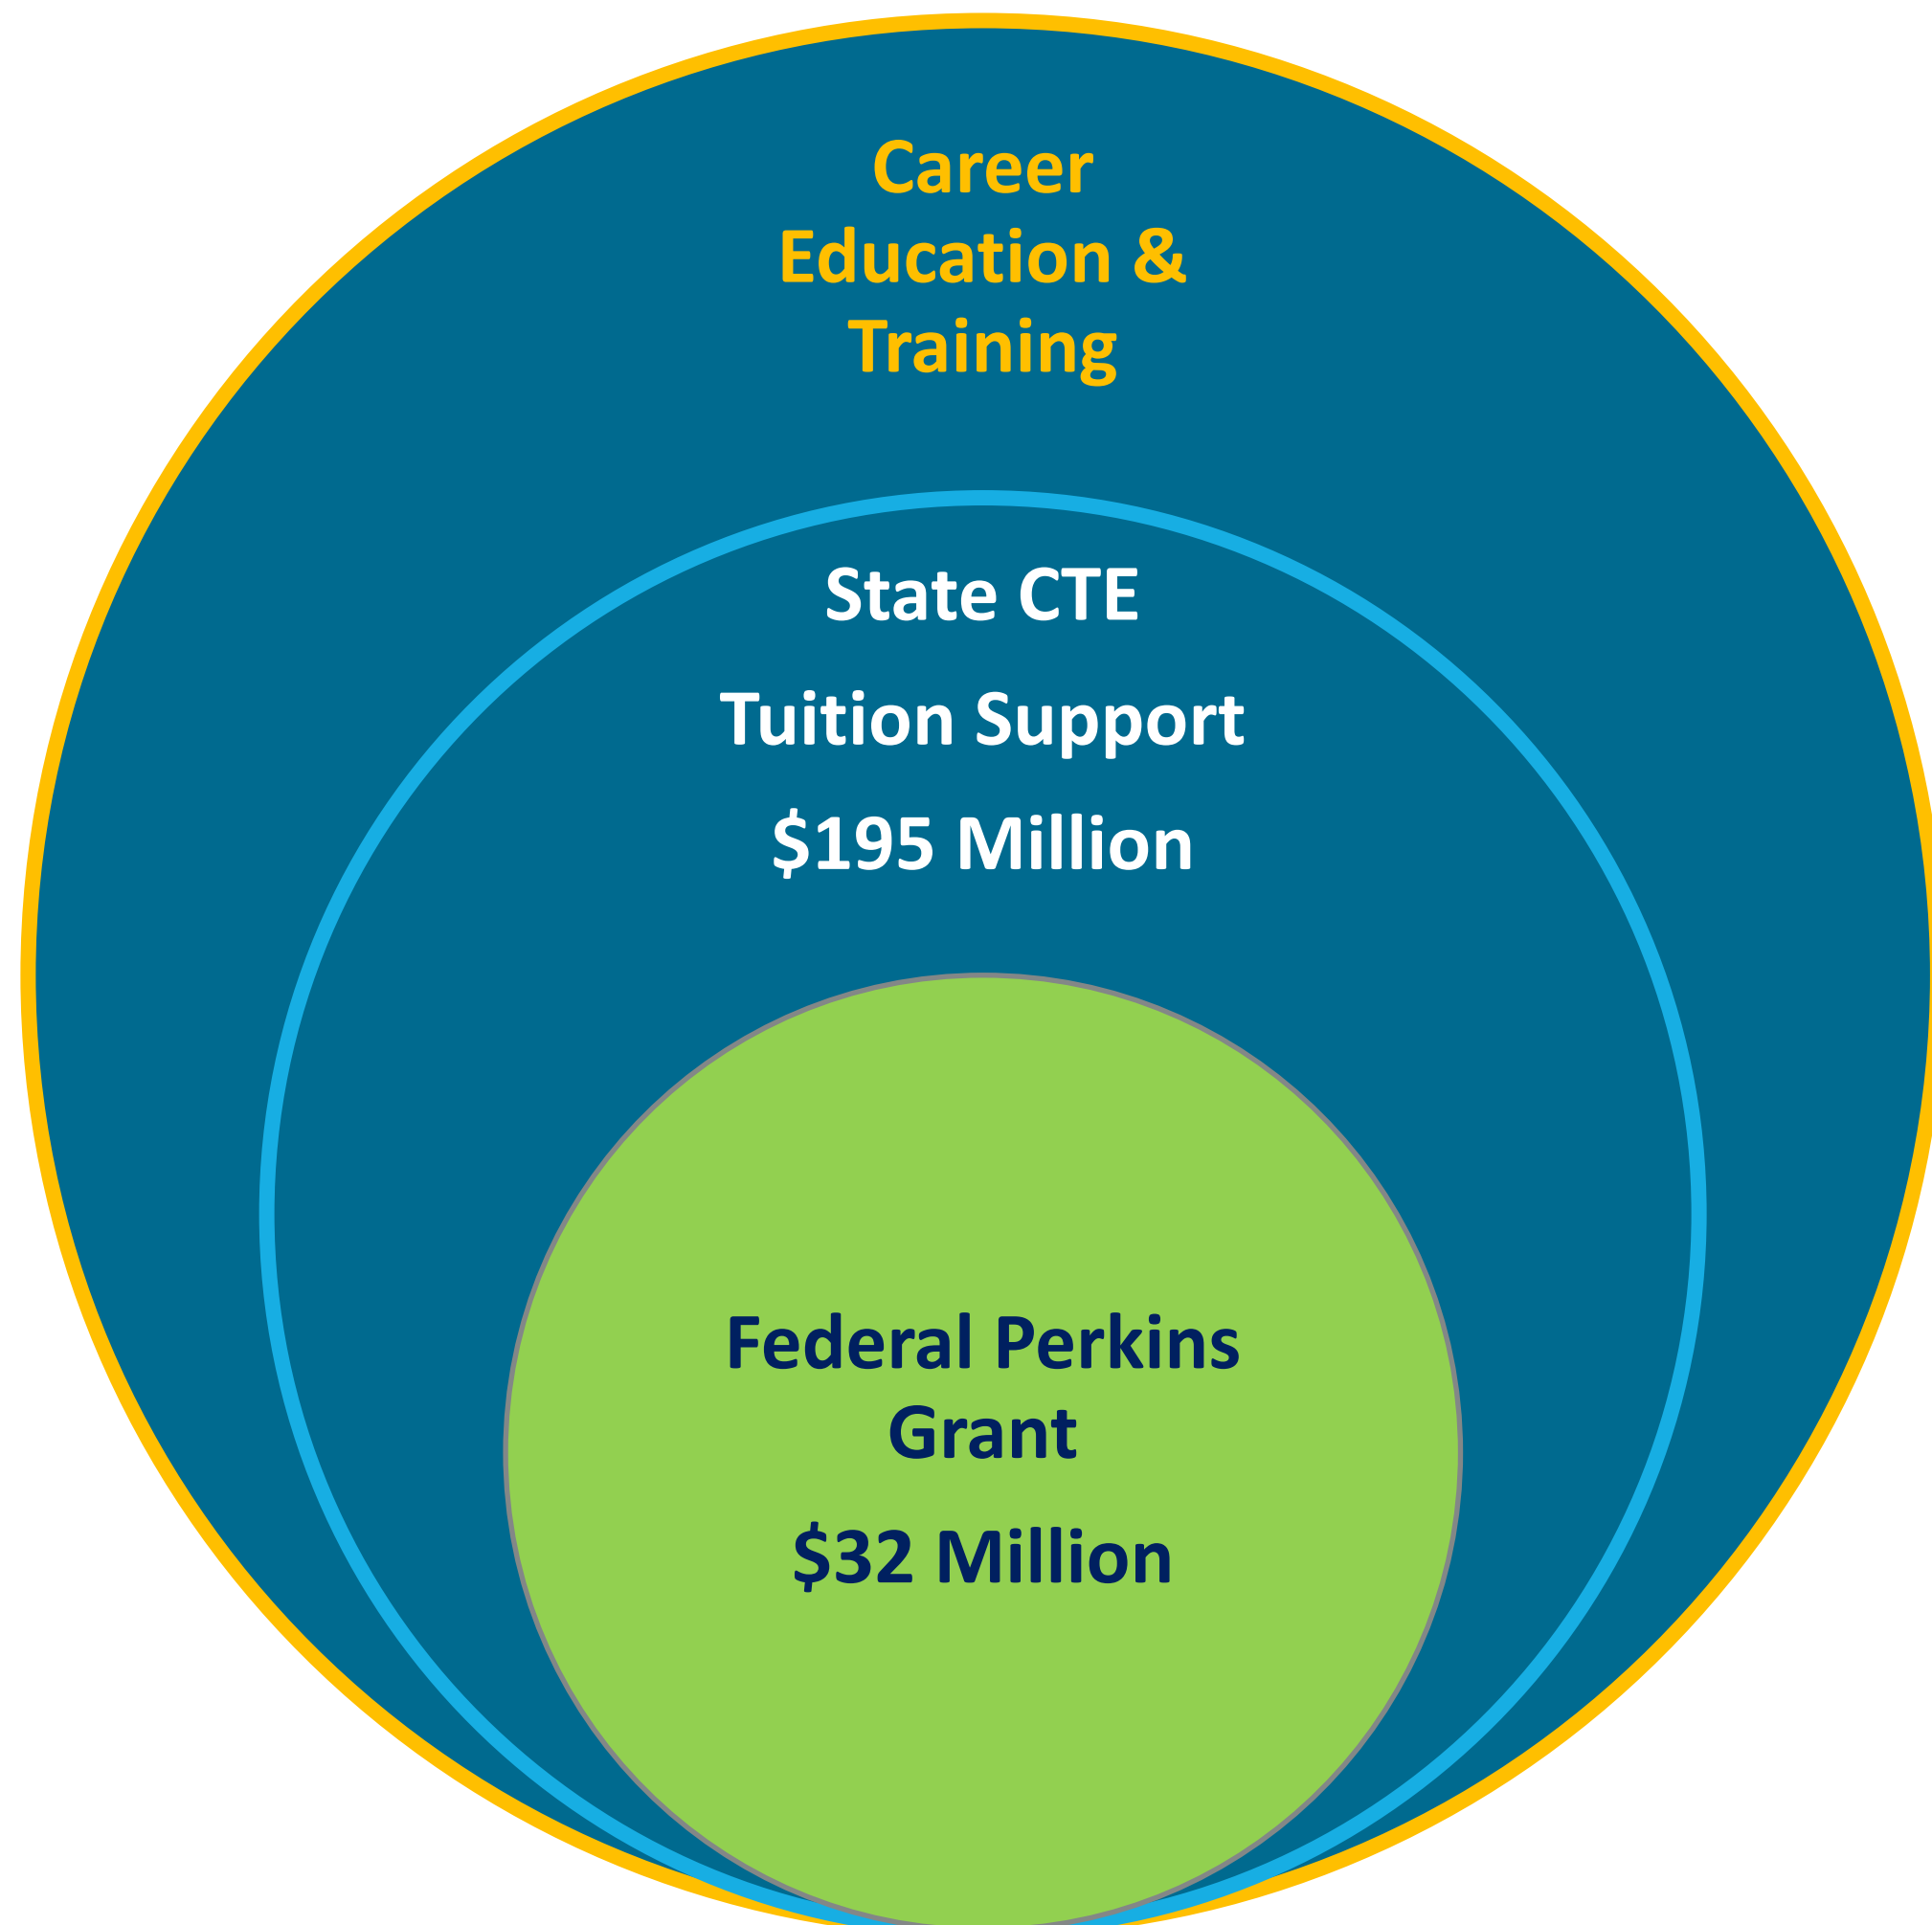 Career
Education &
Training
State CTE
Tuition Support
$195 Million
Federal Perkins
Grant
$32 Million